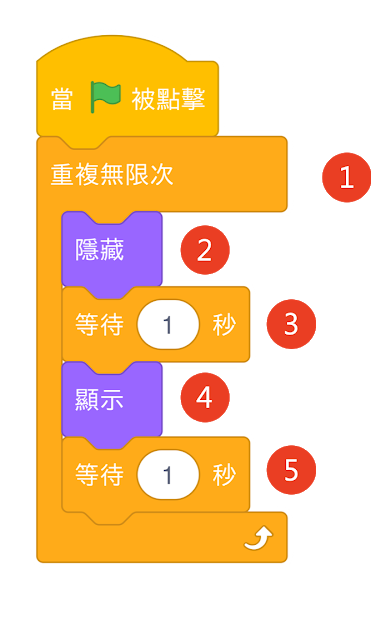 當 被點擊
重複無限次 1
隱藏 2
等待 1 秒 3
顯示 4
等待 1 秒 5